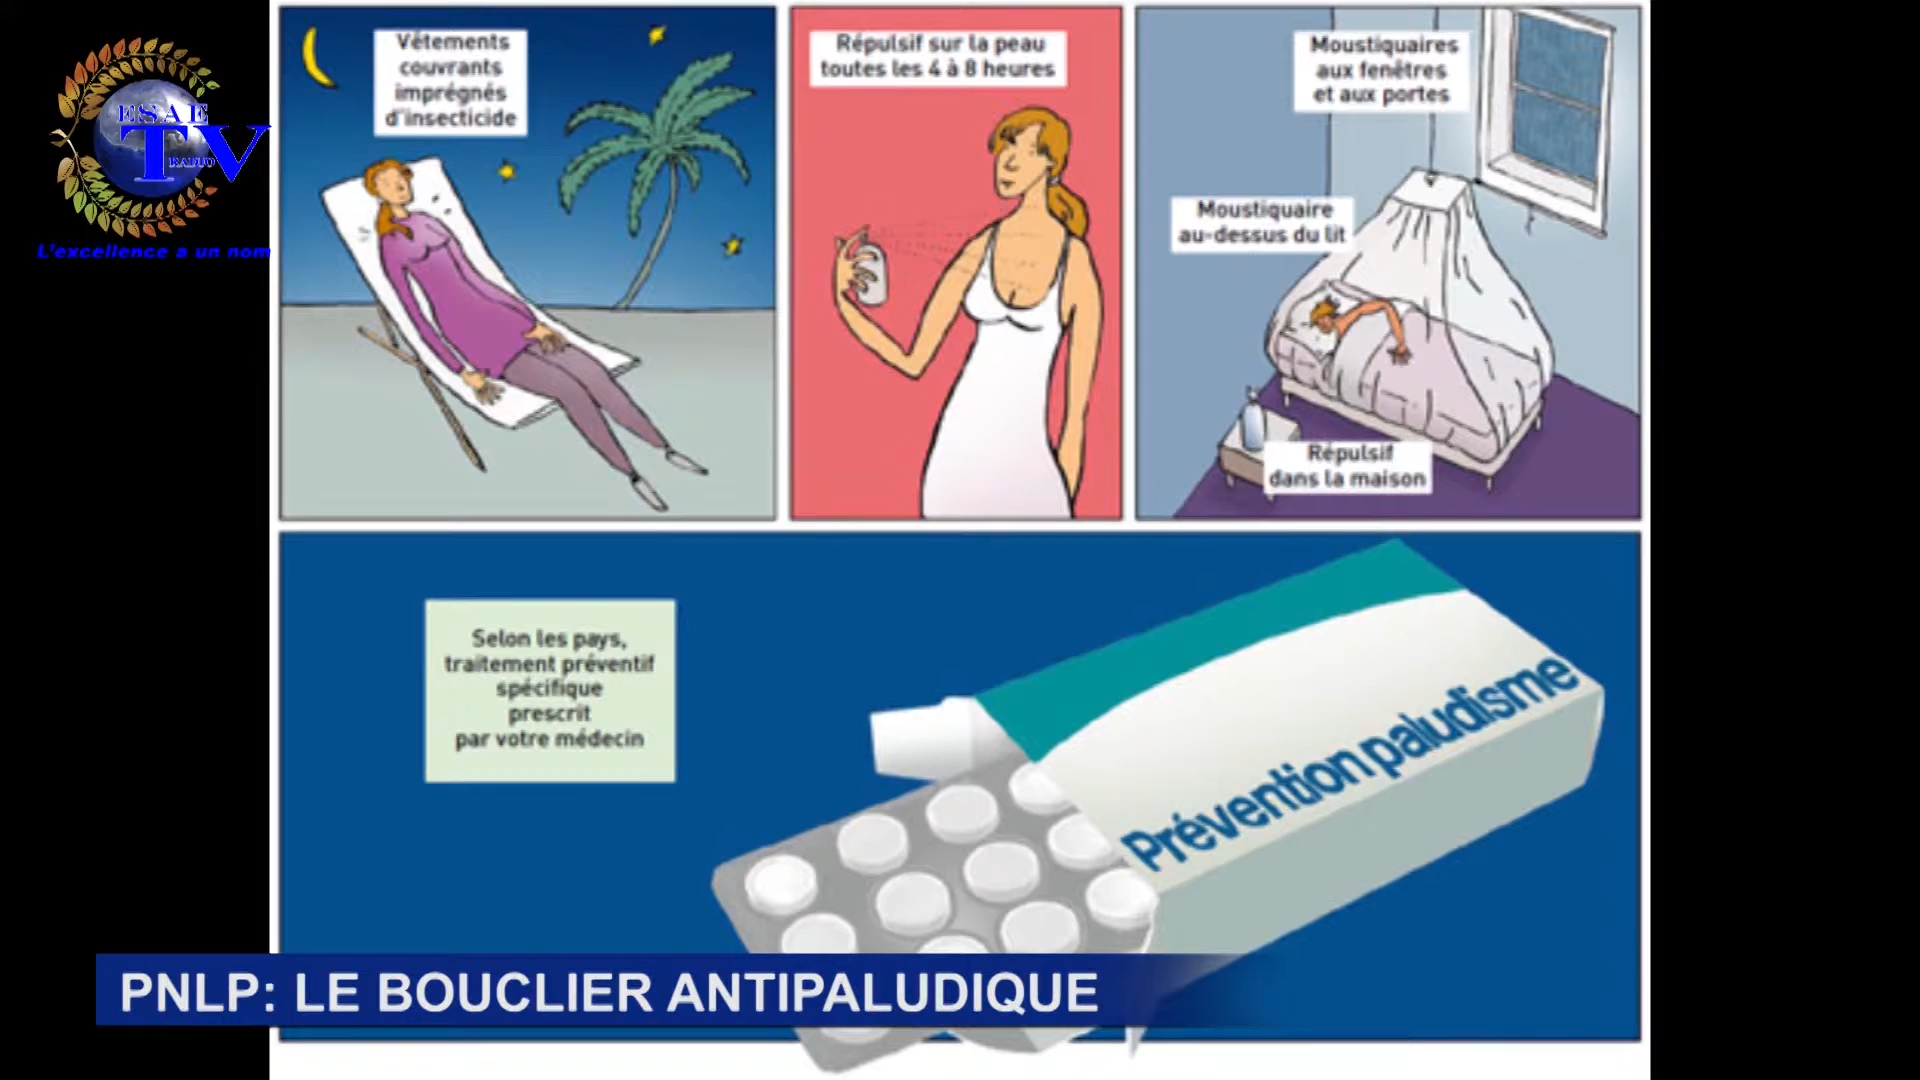 ESAE
TV
RADIO
L'excellence a un nom
Vêtements
couvrants
imprégnés
d'insecticide
Répulsif sur la peau
toutes les 4 à 8 heures
Moustiquaires
aux fenêtres
et aux portes
Moustiquaire
au-dessus du lit
Répulsif
dans la maison
Selon les pays,
traitement préventif
spécifique
prescrit
par votre médecin
Prévention paludisme
PNLP: LE BOUCLIER ANTIPALUDIQUE